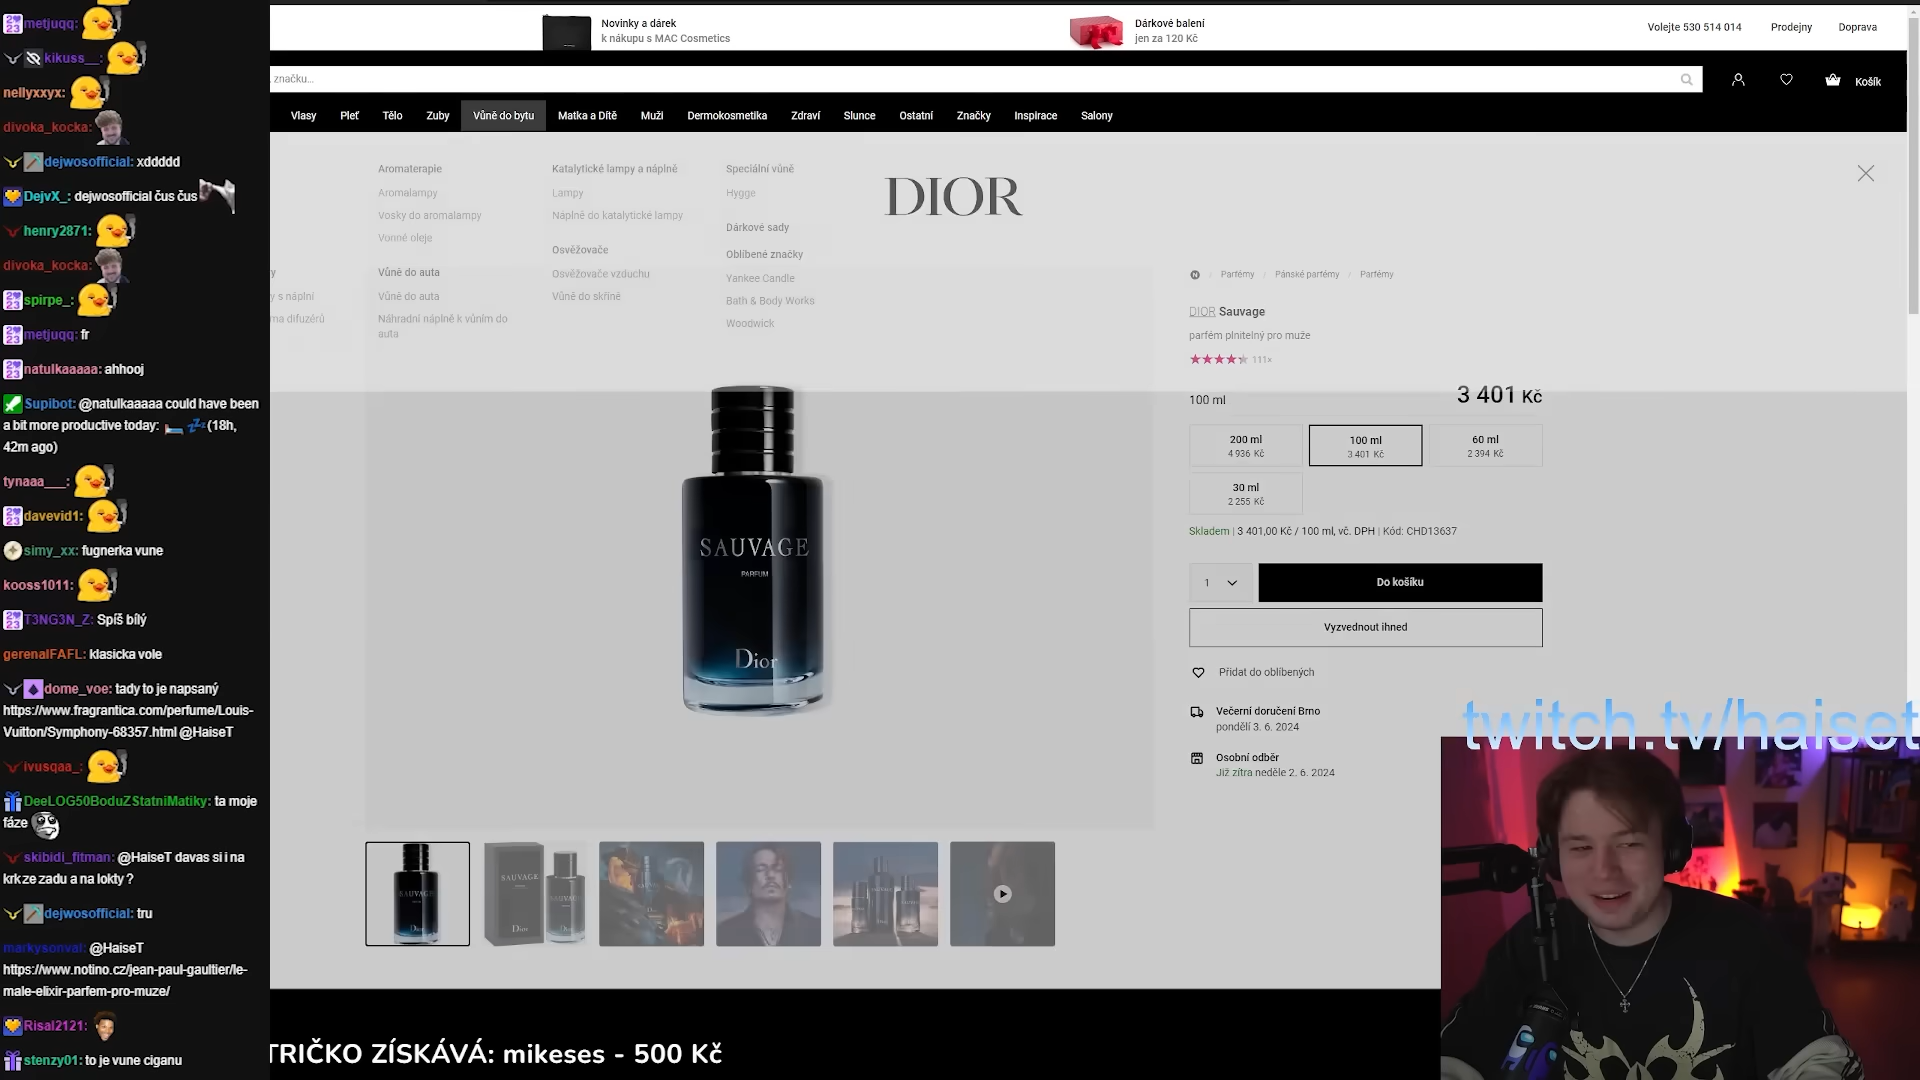 metjuqq:
kikuss__:
nellyxxyx:
divoka_kocka:
dejwosofficial: xddddd
DejvX_: dejwosofficial čus čus
henry2871:
divoka_kocka:
spirpe_:
metjuqq: fr
natulkaaaaa: ahhooj
Supibot: @natulkaaaaa could have been
a bit more productive today: (18h,
42m ago)
tynaaa___:
davevid1:
simy_xx: fugnerka vune
kooss1011:
T3NG3N_Z: Spíš bílý
gerenalFAFL: klasicka vole
dome_voe: tady to je napsaný
https://www.fragrantica.com/perfume/Louis-
Vuitton/Symphony-68357.html @HaiseT
ivusqaa_:
DeeLOG50BoduZStatniMatiky: ta moje
fáze
skibidi_fitman: @HaiseT davas si i na
krk ze zadu a na lokty ?
dejwosofficial: tru
markysonval: @HaiseT
https://www.notino.cz/jean-paul-gaultier/le-
male-elixir-parfem-pro-muze/
Risal2121:
stenzy01: to je vune ciganu
Novinky a dárek
k nákupu s MAC Cosmetics
Dárkové balení
jen za 120 Kč
Volejte 530 514 014
Prodejny
Doprava
značku...
Košík
Vlasy
Pleť
Tělo
Zuby
Vůně do bytu
Matka a Dítě
Muži
Dermokosmetika
Zdraví
Slunce
Ostatní
Značky
Inspirace
Salony
y
y s náplní
ma difuzérů
Aromaterapie
Aromalampy
Vosky do aromalampy
Vonné oleje
Vůně do auta
Vůně do auta
Náhradní náplně k vůním do
auta
Katalytické lampy a náplně
Lampy
Náplně do katalytické lampy
Osvěžovače
Osvěžovače vzduchu
Vůně do skříně
Speciální vůně
Hygge
Dárkové sady
Oblíbené značky
Yankee Candle
Bath & Body Works
Woodwick
DIOR
N / Parfémy / Pánské parfémy / Parfémy
DIOR Sauvage
parfém plnitelný pro muže
111×
100 ml
3 401 Kč
200 ml
4 936 Kč
100 ml
3 401 Kč
60 ml
2 394 Kč
30 ml
2 255 Kč
Skladem | 3 401,00 Kč / 100 ml, vč. DPH | Kód: CHD13637
1
Do košíku
Vyzvednout ihned
Přidat do oblíbených
Večerní doručení Brno
pondělí 3. 6. 2024
Osobní odběr
Již zítra neděle 2. 6. 2024
SAUVAGE
PARFUM
Dior
SAUVAGE
Dior
twitch.tv/haiset
TRIČKO ZÍSKÁVÁ: mikeses - 500 Kč